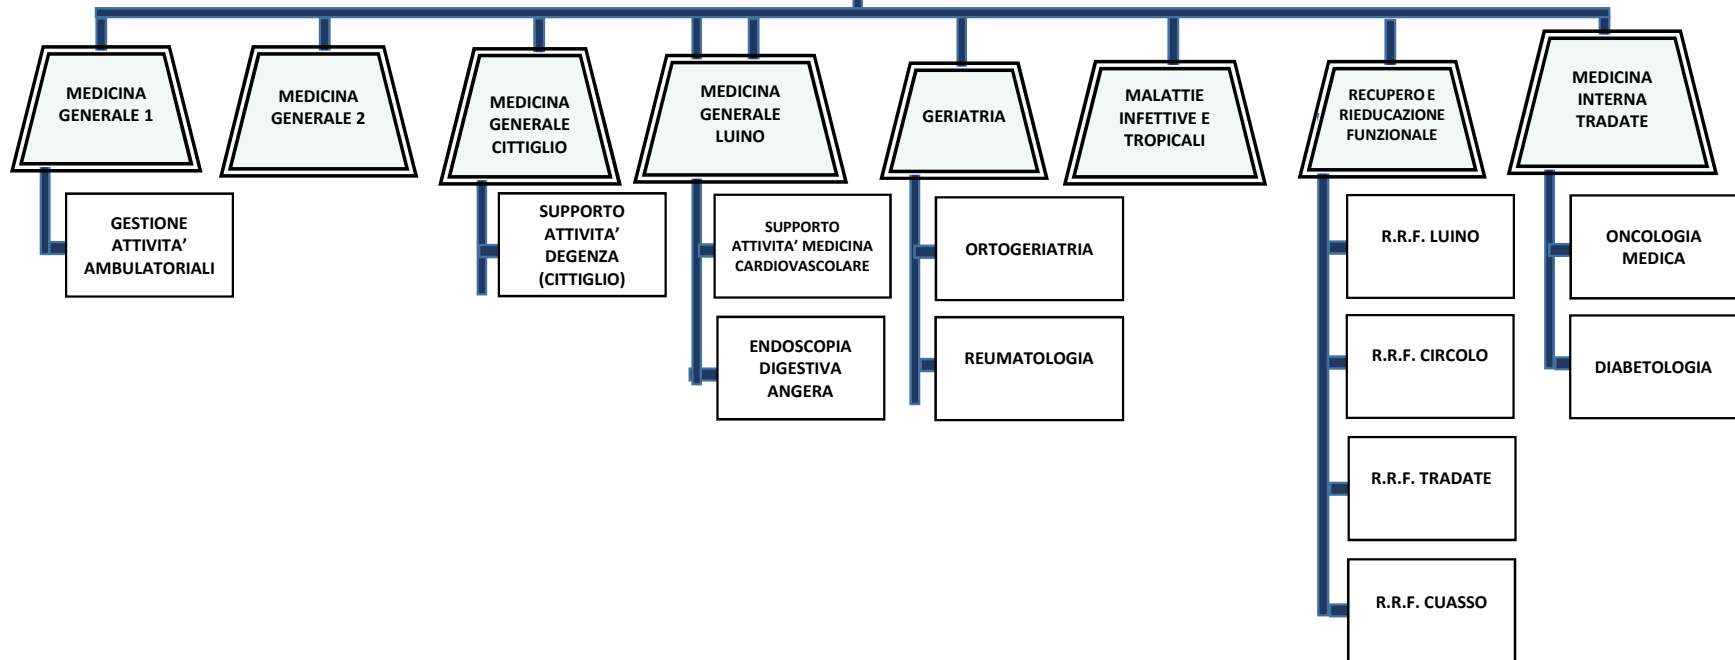 MEDICINA
GENERALE 1
MEDICINA
GENERALE 2
MEDICINA
GENERALE
CITTIGLIO
MEDICINA
GENERALE
LUINO
GERIATRIA
MALATTIE
INFETTIVE E
TROPICALI
RECUPERO E
RIEDUCAZIONE
FUNZIONALE
MEDICINA
INTERNA
TRADATE
GESTIONE
ATTIVITA’
AMBULATORIALI
SUPPORTO
ATTIVITA’
DEGENZA
(CITTIGLIO)
SUPPORTO
ATTIVITA’ MEDICINA
CARDIOVASCOLARE
ORTOGERIATRIA
R.R.F. LUINO
ONCOLOGIA
MEDICA
ENDOSCOPIA
DIGESTIVA
ANGERA
REUMATOLOGIA
R.R.F. CIRCOLO
DIABETOLOGIA
R.R.F. TRADATE
R.R.F. CUASSO